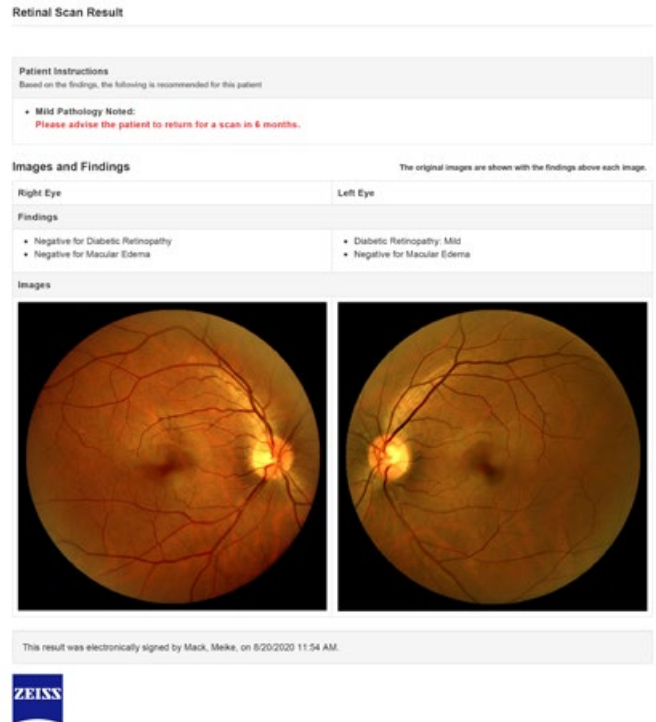 Retinal Scan Result
Patient Instructions
Based on the findings, the following is recommended for this patient
• Mild Pathology Noted:
Please advise the patient to return for a scan in 6 months.
Images and Findings
The original images are shown with the findings above each image.
Right Eye
Left Eye
Findings
• Negative for Diabetic Retinopathy
• Negative for Macular Edema
• Diabetic Retinopathy: Mild
• Negative for Macular Edema
Images
This result was electronically signed by Mack, Meike, on 8/20/2020 11:54 AM.
ZEISS